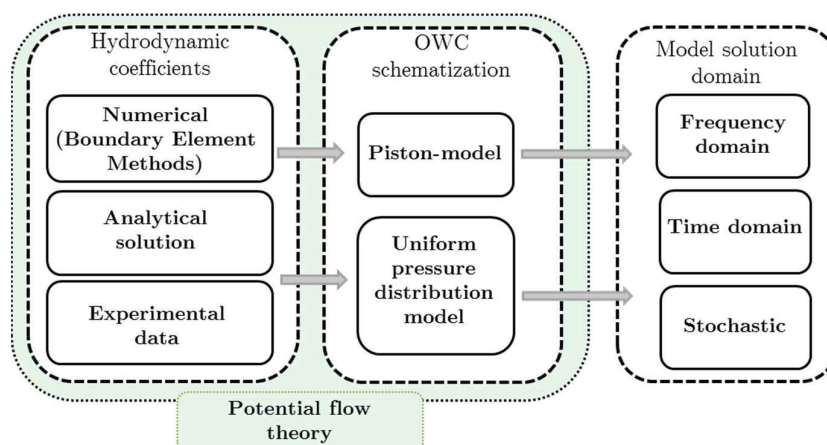 Hydrodynamic
coefficients
Numerical
(Boundary Element
Methods)
Analytical
solution
Experimental
data
OWC
schematization
Piston-model
Uniform
pressure
distribution
model
Model solution
domain
Frequency
domain
Time domain
Stochastic
Potential flow
theory